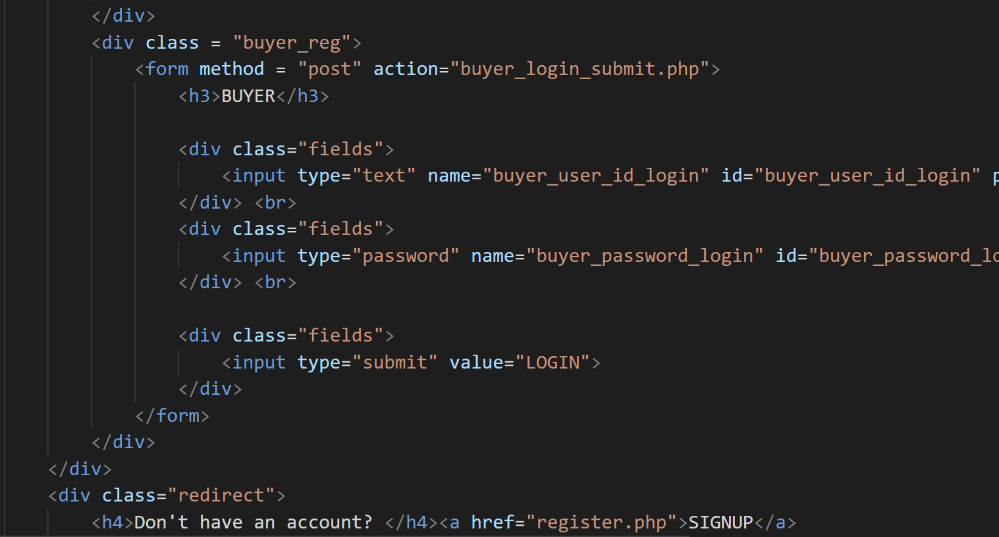 </div>
<div class = "buyer_reg">
<form method = "post" action="buyer_login_submit.php">
<h3>BUYER</h3>
<div class="fields">
<input type="text" name="buyer_user_id_login" id="buyer_user_id_login"
</div> <br>
<div class="fields">
<input type="password" name="buyer_password_login" id="buyer_password_lo
</div> <br>
<div class="fields">
<input type="submit" value="LOGIN">
</div>
</form>
</div>
</div>
<div class="redirect">
<h4>Don't have an account? </h4><a href="register.php">SIGNUP</a>